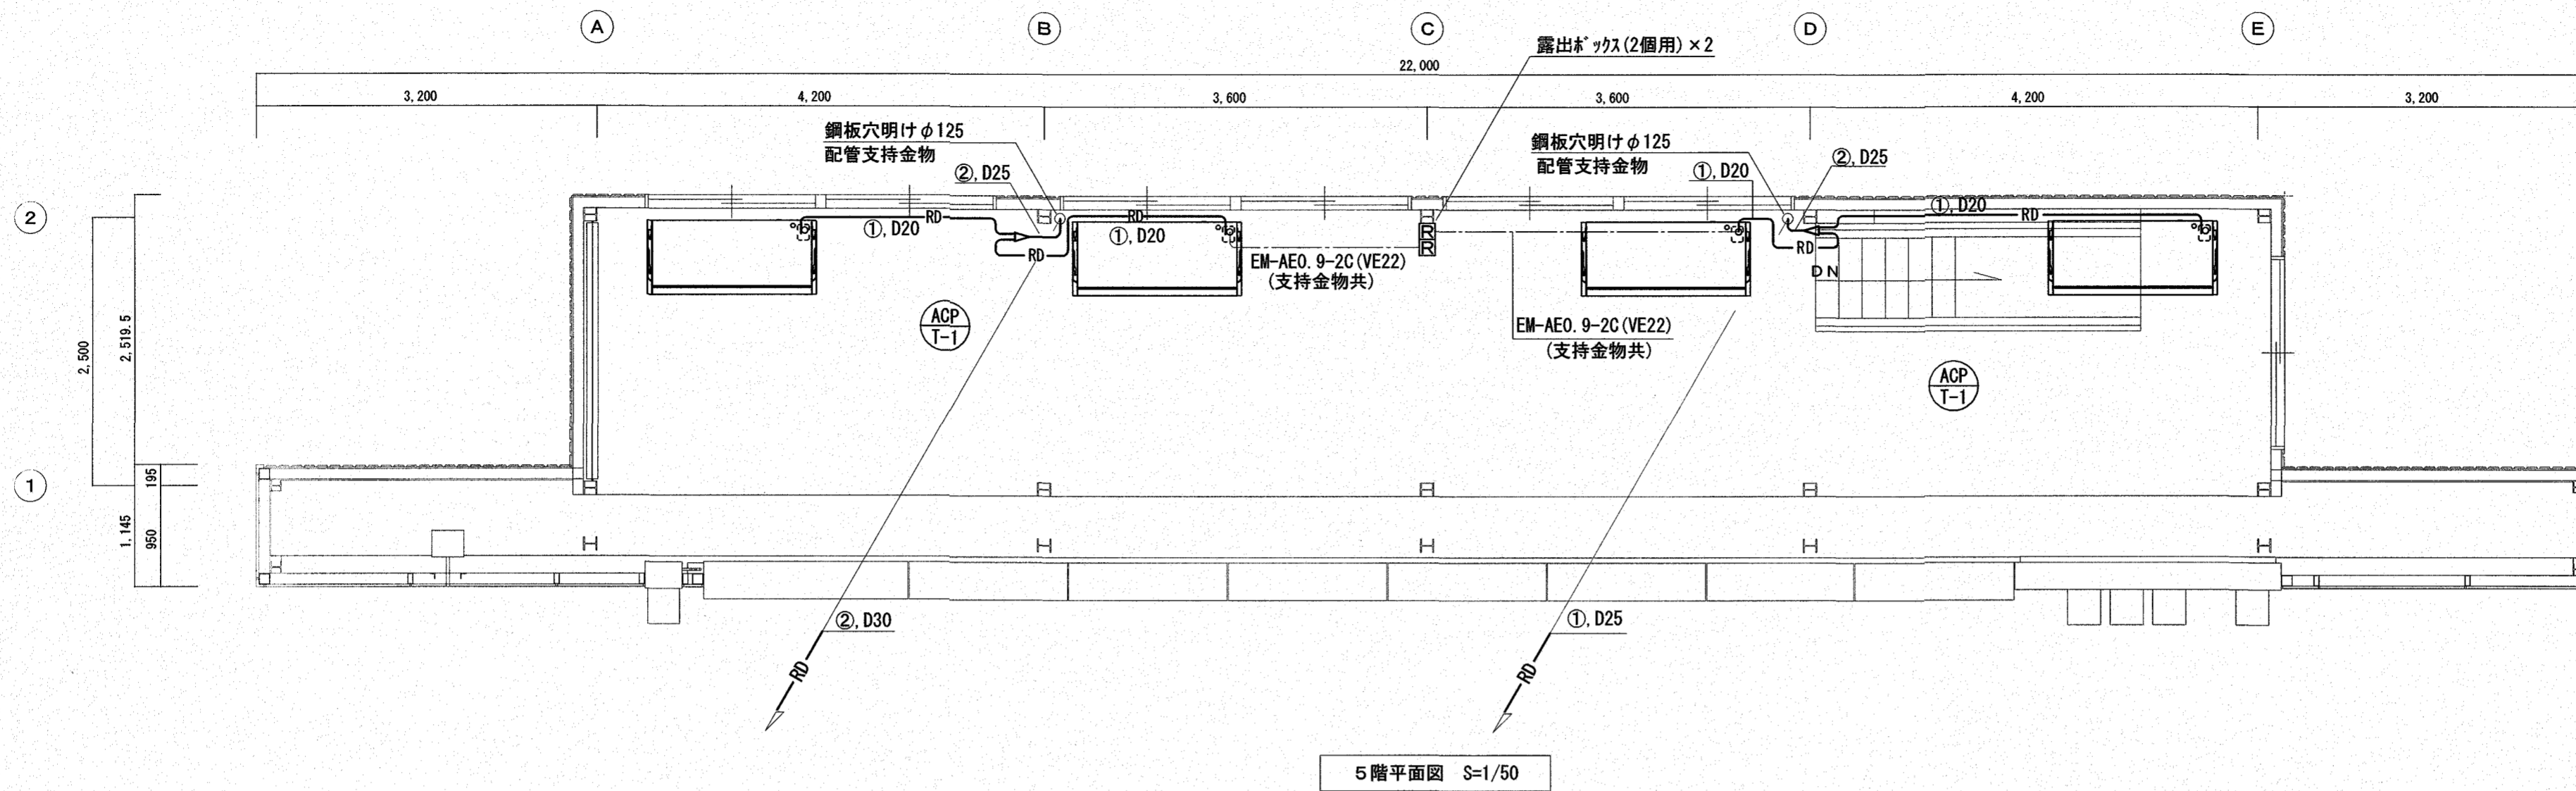 A
B
C
D
E
露出ﾎﾞｯｸｽ(2個用)×2
22,000
3,200
4,200
3,600
3,600
4,200
3,200
鋼板穴明けφ125
配管支持金物
鋼板穴明けφ125
配管支持金物
②,D25
①,D20
②,D25
2
RD
①,D20
RD
①,D20
RD
R
R
RD
①,D20
RD
DN
EM-AE0.9-2C(VE22)
(支持金物共)
EM-AE0.9-2C(VE22)
(支持金物共)
ACP
T-1
ACP
T-1
2,500
2,519.5
1
195
1,145
950
②,D30
RD
①,D25
RD
5階平面図 S=1/50